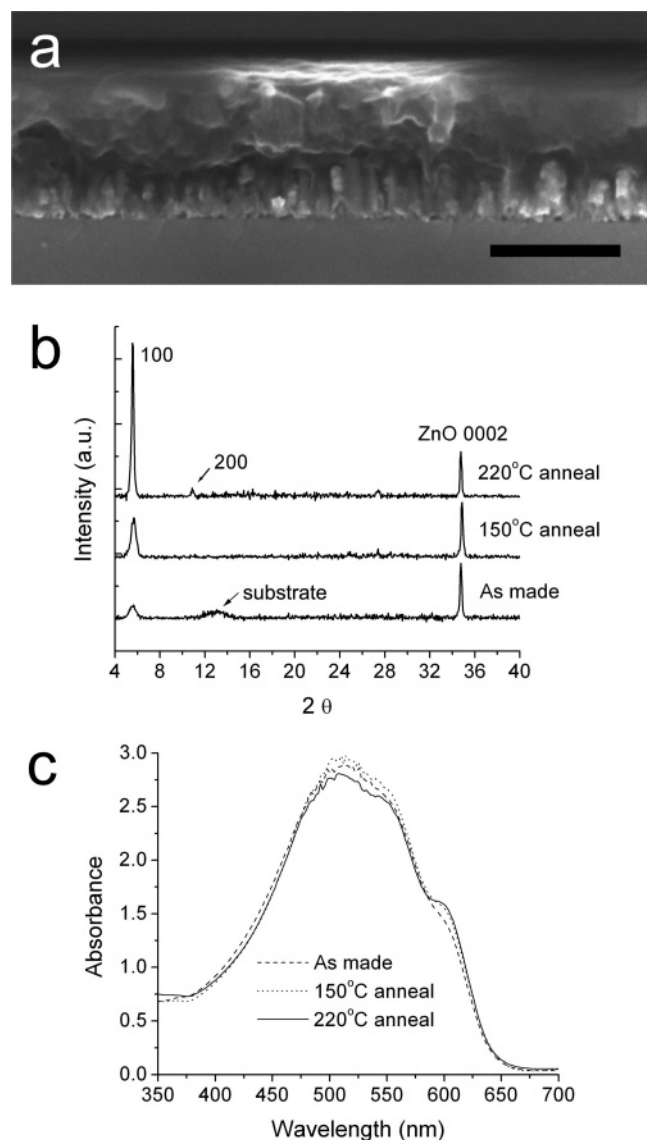 a
b
100
200
ZnO 0002
220°C anneal
150°C anneal
substrate
As made
Intensity (a.u.)
4 8 12 16 20 24 28 32 36 40
2 θ
c
3.0
2.5
2.0
1.5
1.0
0.5
0.0
Absorbance
As made
150°C anneal
220°C anneal
350 400 450 500 550 600 650 700
Wavelength (nm)